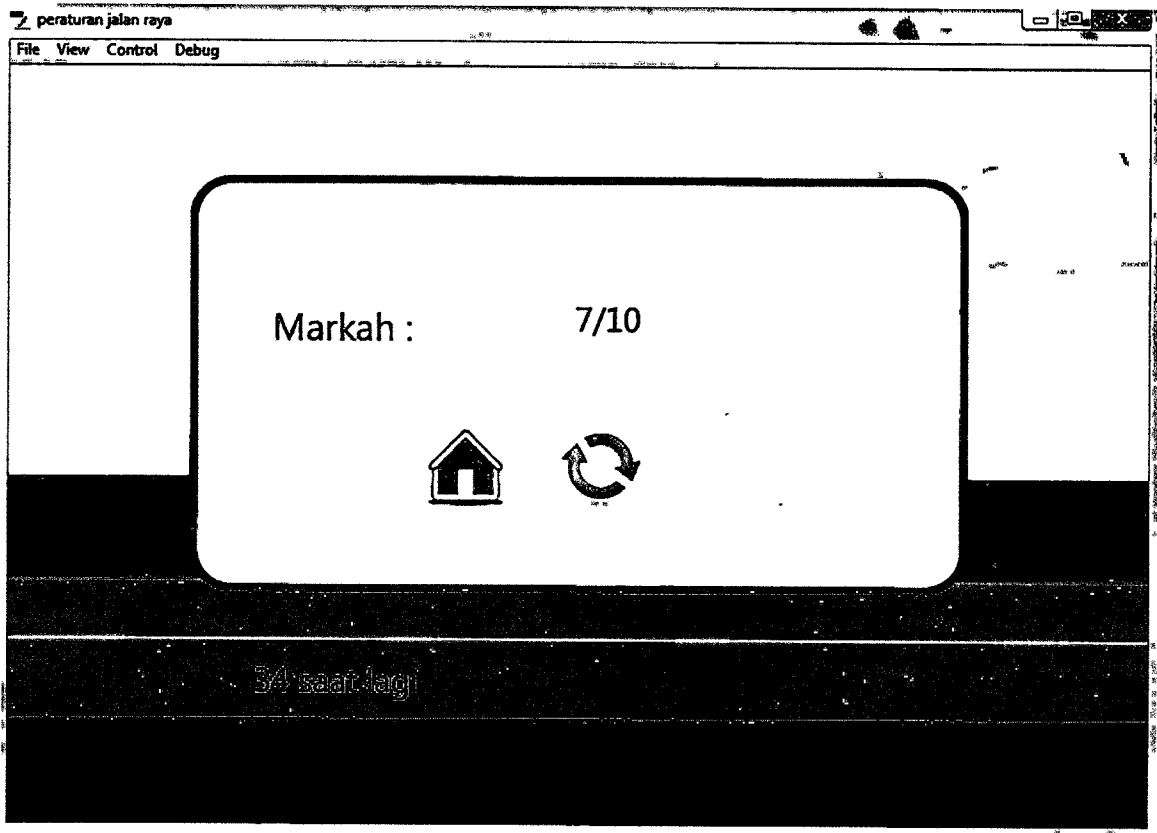 peraturan jalan raya
File View Control Debug
Markah : 7/10
34 saat lagi